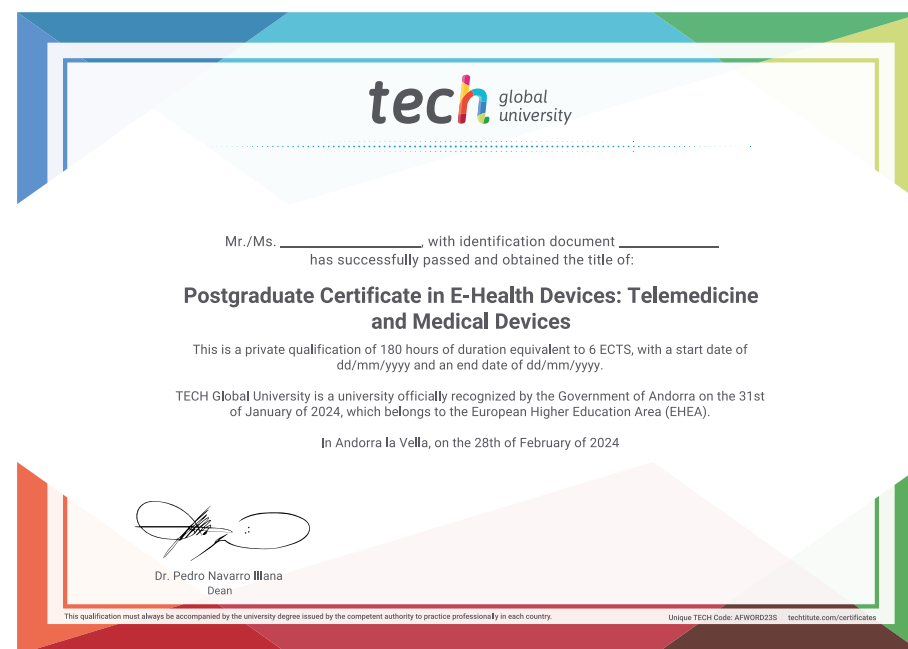 tech global university
Mr./Ms. ____________________, with identification document ______________
has successfully passed and obtained the title of:
Postgraduate Certificate in E-Health Devices: Telemedicine
and Medical Devices
This is a private qualification of 180 hours of duration equivalent to 6 ECTS, with a start date of
dd/mm/yyyy and an end date of dd/mm/yyyy.
TECH Global University is a university officially recognized by the Government of Andorra on the 31st
of January of 2024, which belongs to the European Higher Education Area (EHEA).
In Andorra la Vella, on the 28th of February of 2024
Dr. Pedro Navarro Illana
Dean
This qualification must always be accompanied by the university degree issued by the competent authority to practice professionally in each country.
Unique TECH Code: AFWORD23S techtitute.com/certificates